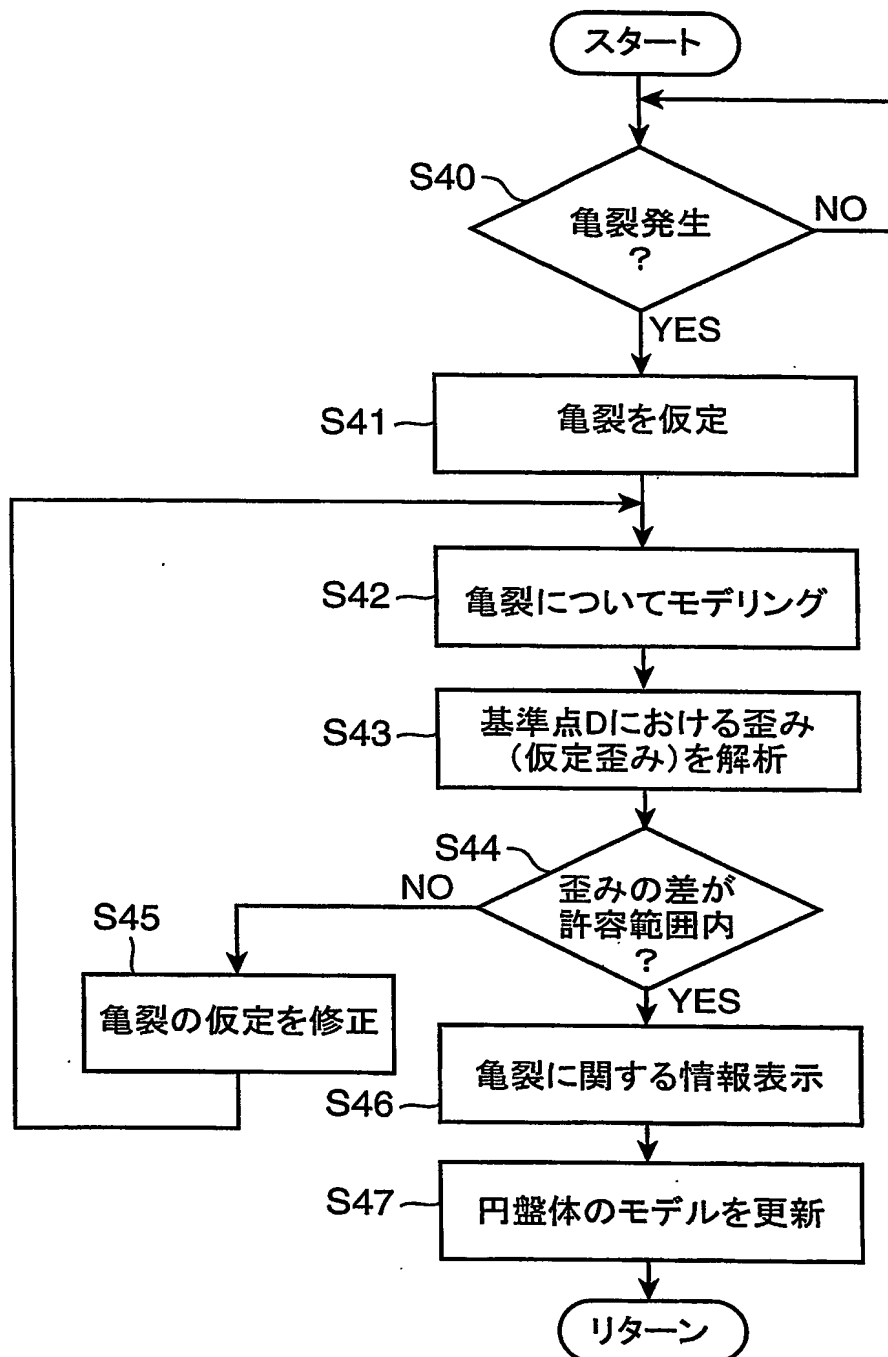 スタート
S40
亀裂発生
?
NO
YES
S41
亀裂を仮定
S42
亀裂についてモデリング
S43
基準点Dにおける歪み
(仮定歪み)を解析
S44
歪みの差が
許容範囲内
?
NO
YES
S45
亀裂の仮定を修正
亀裂に関する情報表示
S46
S47
円盤体のモデルを更新
リターン